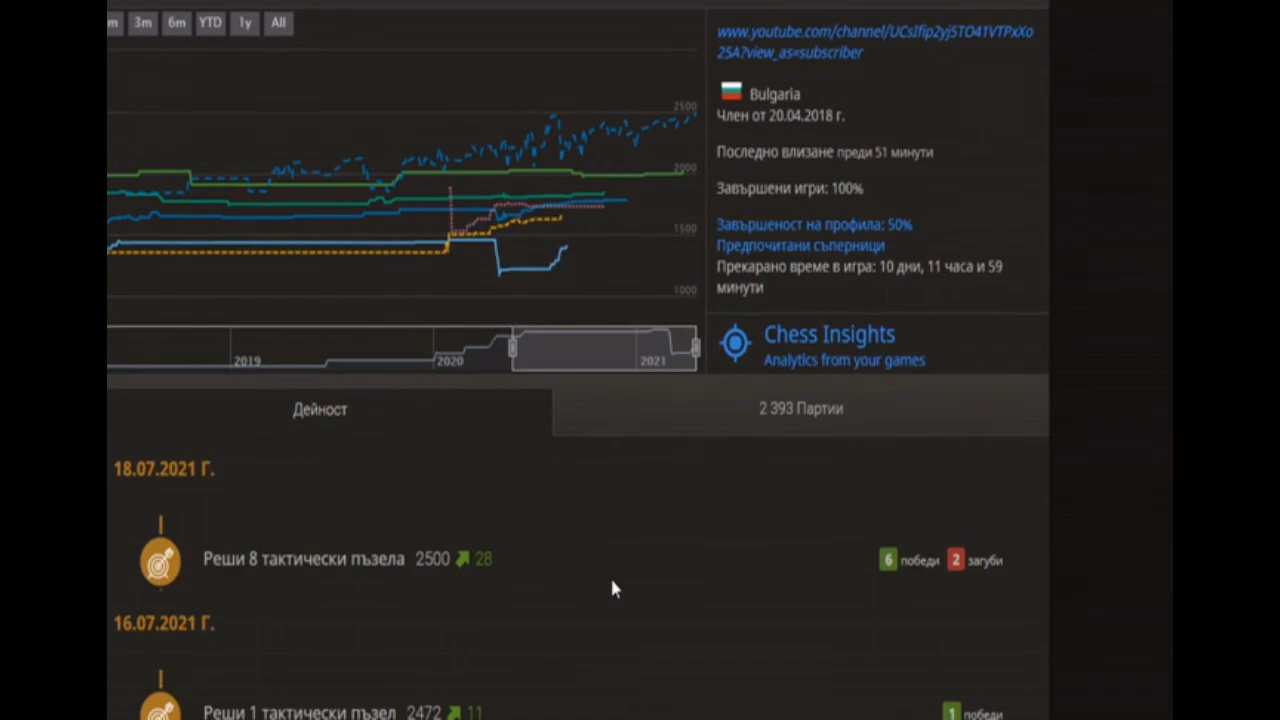 m 3m 6m YTD 1y All
www.youtube.com/channel/UCsIfip2yj5TO41VTPxXo
2SA?view_as=subscriber
Bulgaria
Член от 20.04.2018 г.
Последно влизане преди 51 минути
Завършени игри: 100%
Завършеност на профила: 50%
Предпочитани съперници
Прекарано време в игра: 10 дни, 11 часа и 59
минути
2500
2000
1500
1000
2019 2020 2021
Chess Insights
Analytics from your games
Дейност
2 393 Партии
18.07.2021 Г.
Реши 8 тактически пъзела 2500 28
6 победи 2 загуби
16.07.2021 Г.
Реши 1 тактически пъзел 2472 11
1 победи